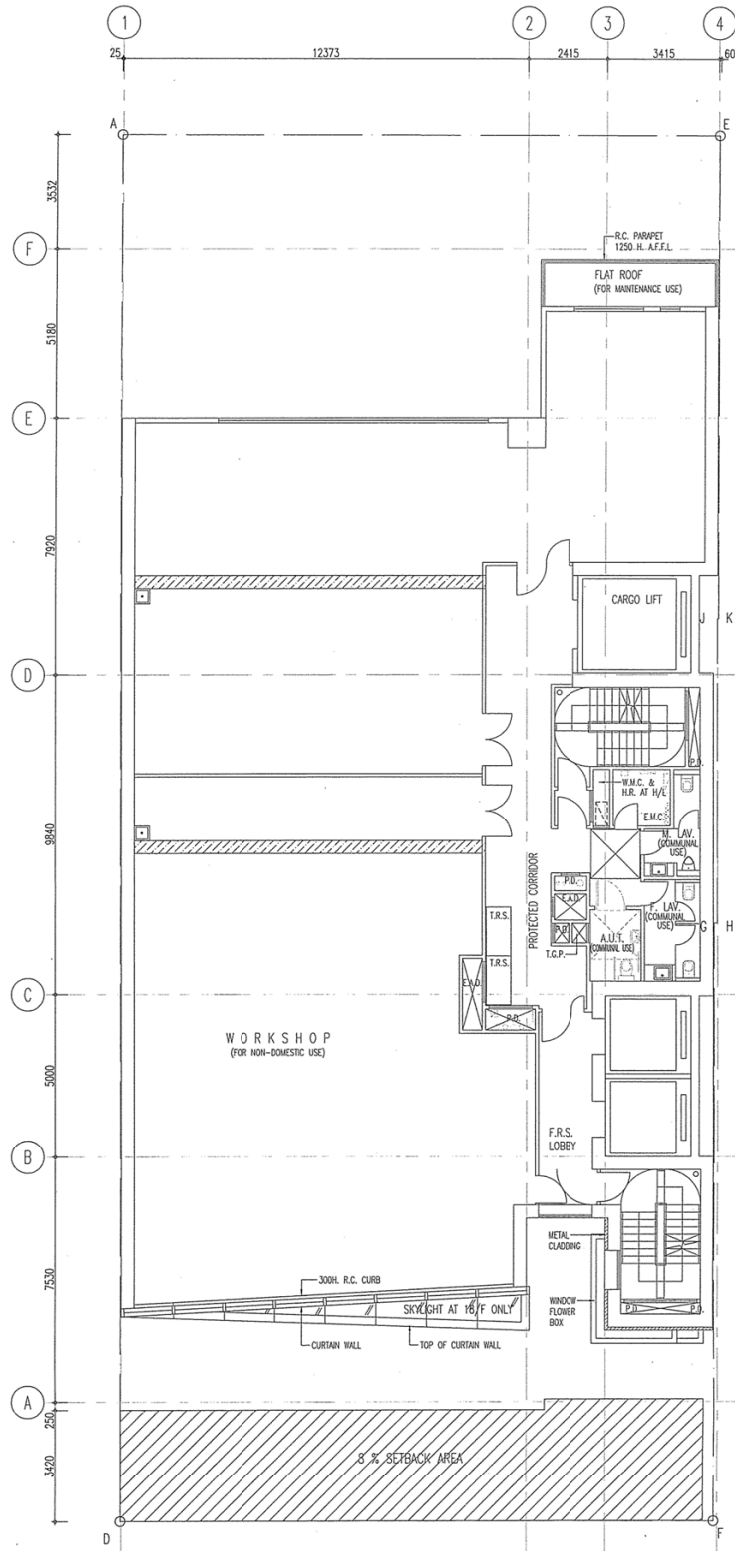 1
2
3
4
25
12373
2415
3415
60
A
E
3532
F
R.C. PARAPET
1250 H. A.F.F.L.
FLAT ROOF
(FOR MAINTENANCE USE)
5180
E
7920
CARGO LIFT
J
K
D
P.D.
W.M.C. &
H.R. AT H/L
E.M.C.
M. LAV.
(COMMUNAL
USE)
9840
PROTECTED CORRIDOR
P.D.
E.A.D.
P.D.
T.G.P.
F. LAV.
(COMMUNAL
USE)
G
H
A.U.T.
(COMMUNAL USE)
T.R.S.
T.R.S.
E.A.D.
P.D.
C
WORKSHOP
(FOR NON-DOMESTIC USE)
5000
F.R.S.
LOBBY
B
METAL
CLADDING
7530
300H. R.C. CURB
SKYLIGHT AT 18/F ONLY
WINDOW
FLOWER
BOX
P.D.
P.D.
CURTAIN WALL
TOP OF CURTAIN WALL
A
250
3420
8 % SETBACK AREA
D
F